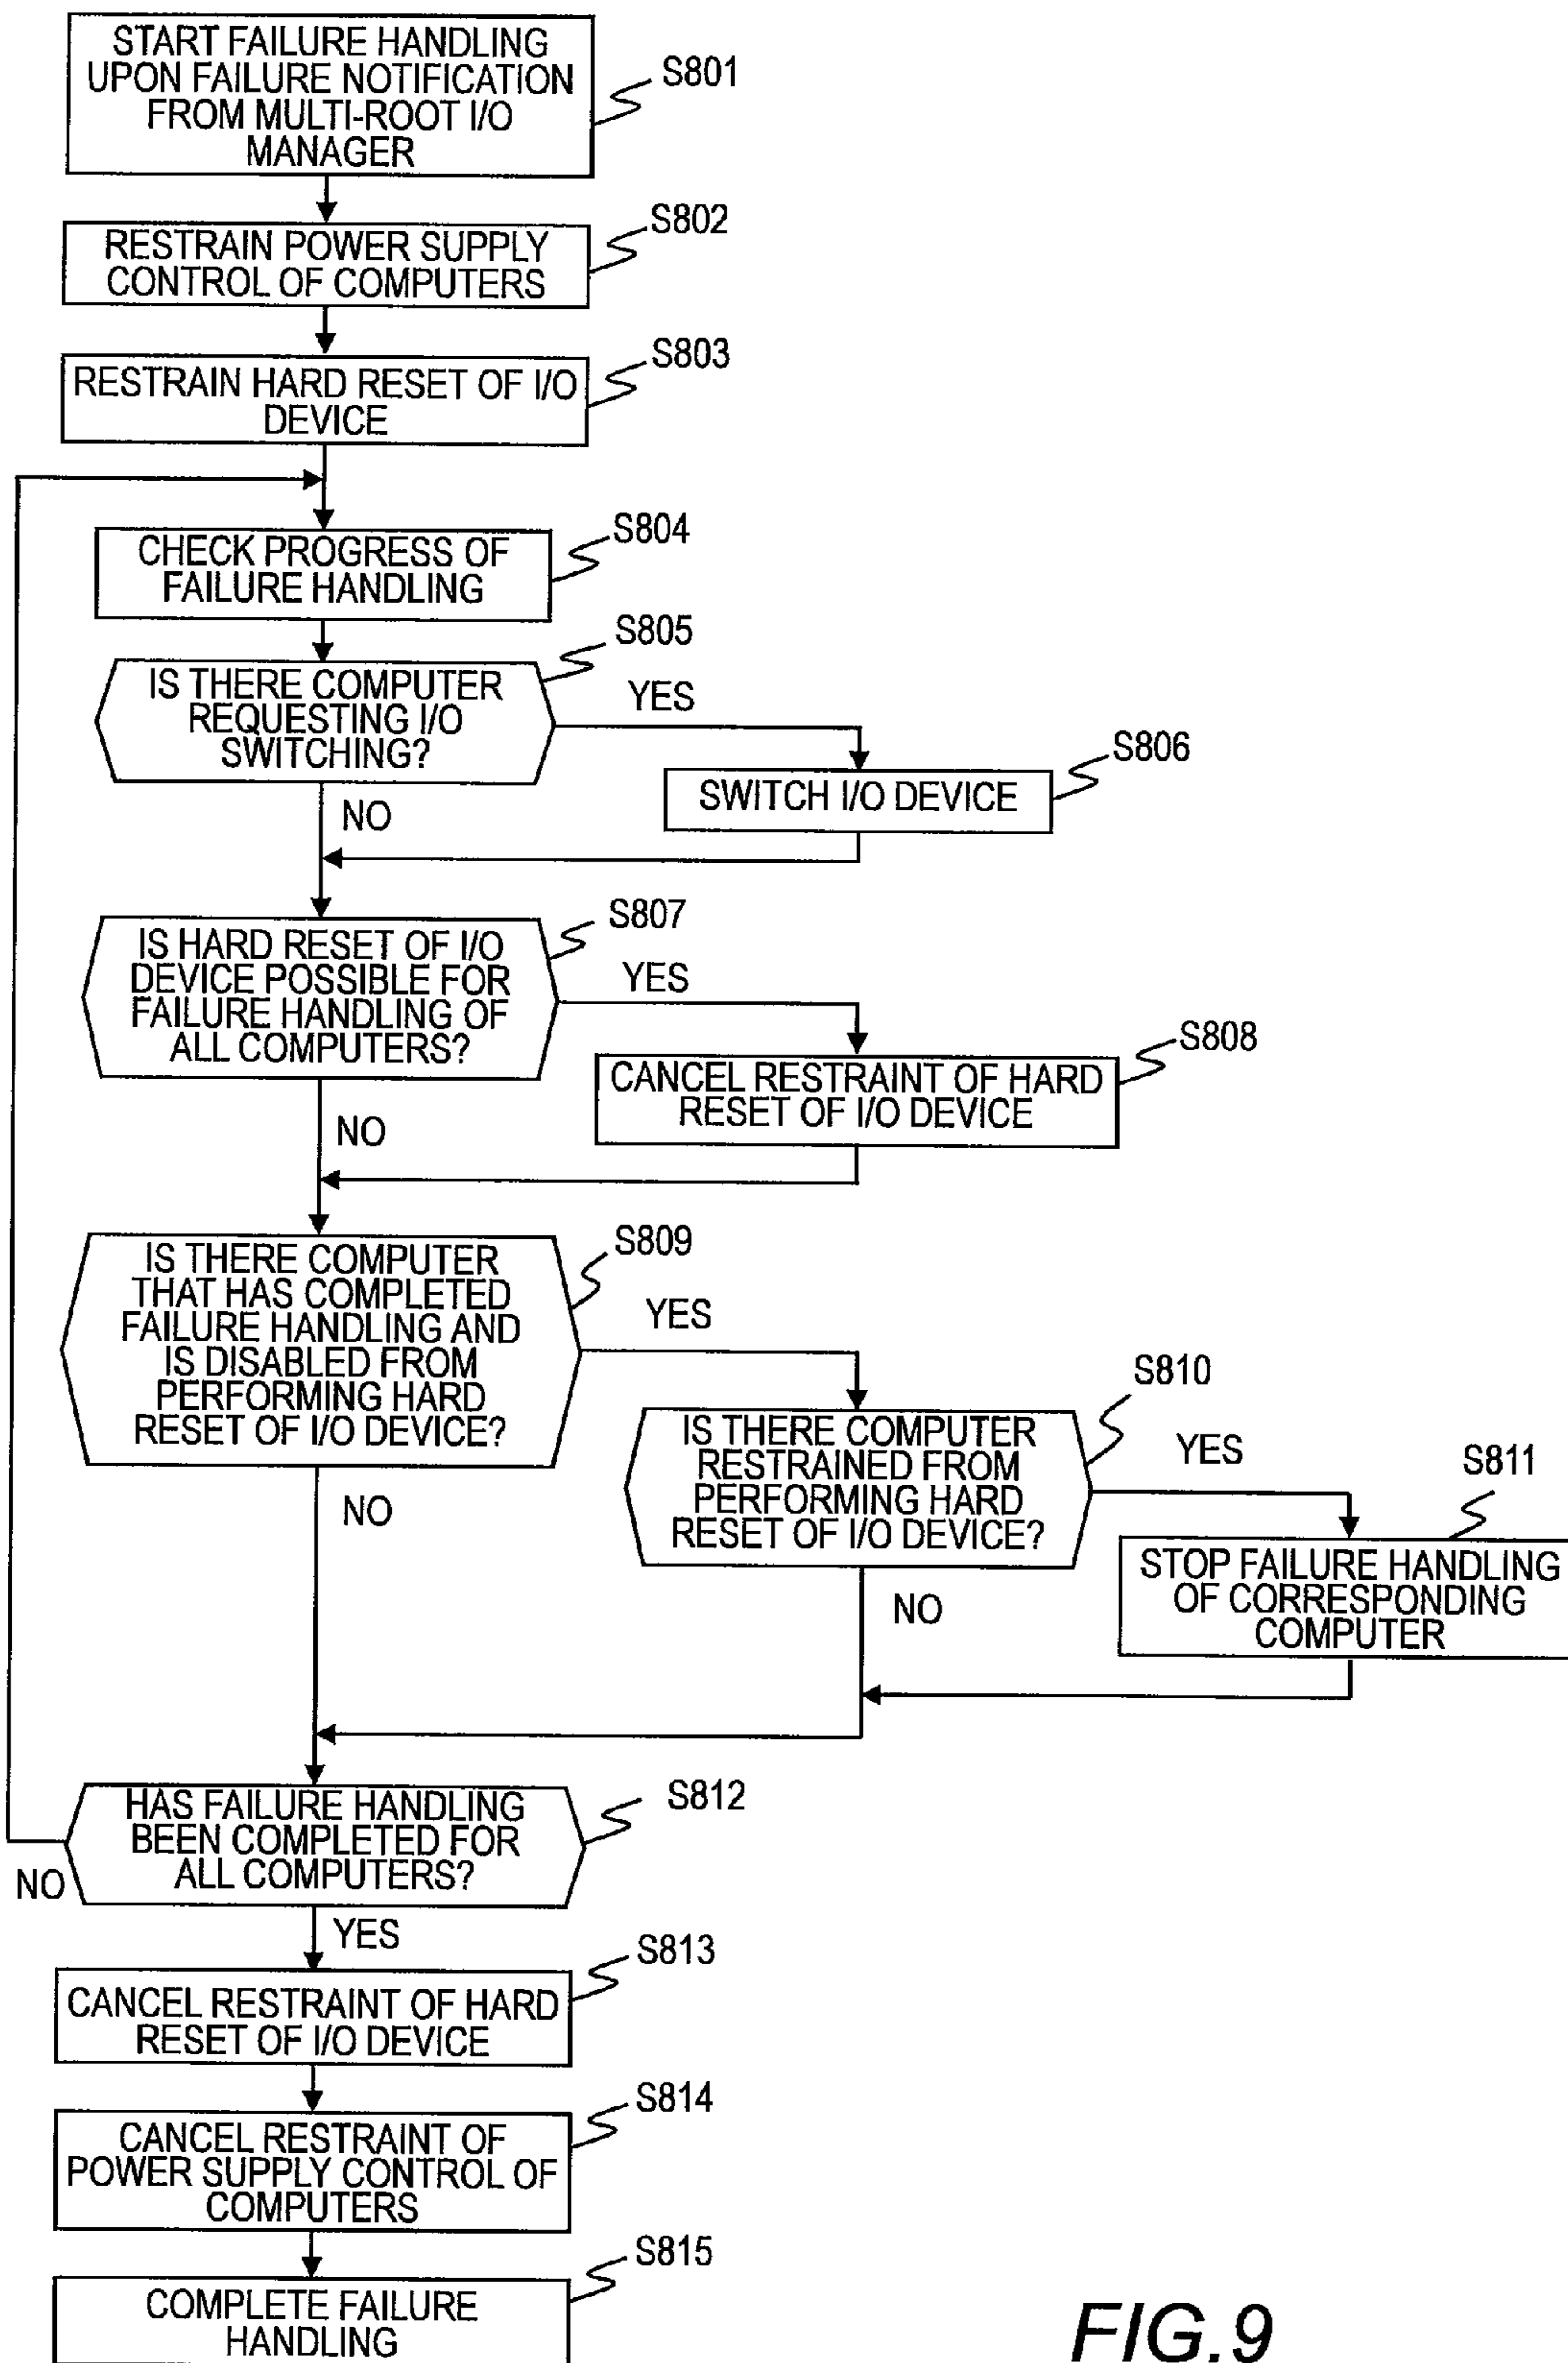 START FAILURE HANDLING
UPON FAILURE NOTIFICATION
FROM MULTI-ROOT I/O
MANAGER
S801
RESTRAIN POWER SUPPLY
CONTROL OF COMPUTERS
S802
RESTRAIN HARD RESET OF I/O
DEVICE
S803
CHECK PROGRESS OF
FAILURE HANDLING
S804
IS THERE COMPUTER
REQUESTING I/O
SWITCHING?
S805
YES
NO
SWITCH I/O DEVICE
S806
IS HARD RESET OF I/O
DEVICE POSSIBLE FOR
FAILURE HANDLING OF
ALL COMPUTERS?
S807
YES
NO
CANCEL RESTRAINT OF HARD
RESET OF I/O DEVICE
S808
IS THERE COMPUTER
THAT HAS COMPLETED
FAILURE HANDLING AND
IS DISABLED FROM
PERFORMING HARD
RESET OF I/O DEVICE?
S809
YES
NO
IS THERE COMPUTER
RESTRAINED FROM
PERFORMING HARD
RESET OF I/O DEVICE?
S810
YES
NO
STOP FAILURE HANDLING
OF CORRESPONDING
COMPUTER
S811
HAS FAILURE HANDLING
BEEN COMPLETED FOR
ALL COMPUTERS?
S812
NO
YES
CANCEL RESTRAINT OF HARD
RESET OF I/O DEVICE
S813
CANCEL RESTRAINT OF
POWER SUPPLY CONTROL OF
COMPUTERS
S814
COMPLETE FAILURE
HANDLING
S815
FIG.9